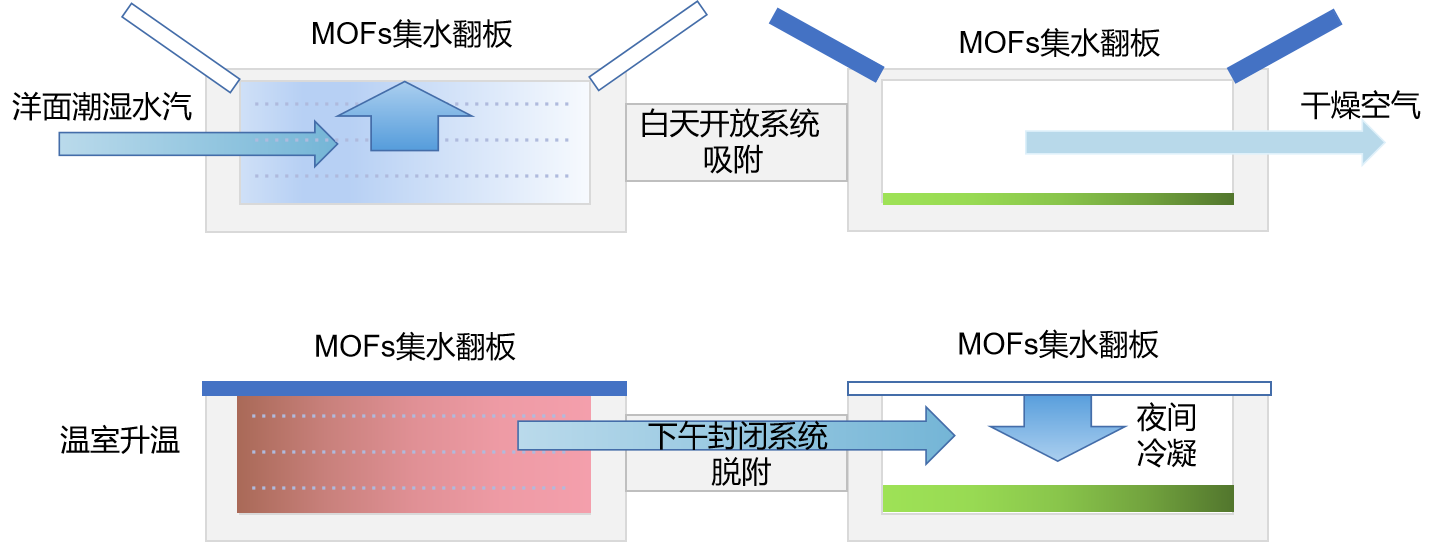 MOFs集水翻板
MOFs集水翻板
洋面潮湿水汽
白天开放系统
吸附
干燥空气
MOFs集水翻板
MOFs集水翻板
温室升温
下午封闭系统
脱附
夜间
冷凝